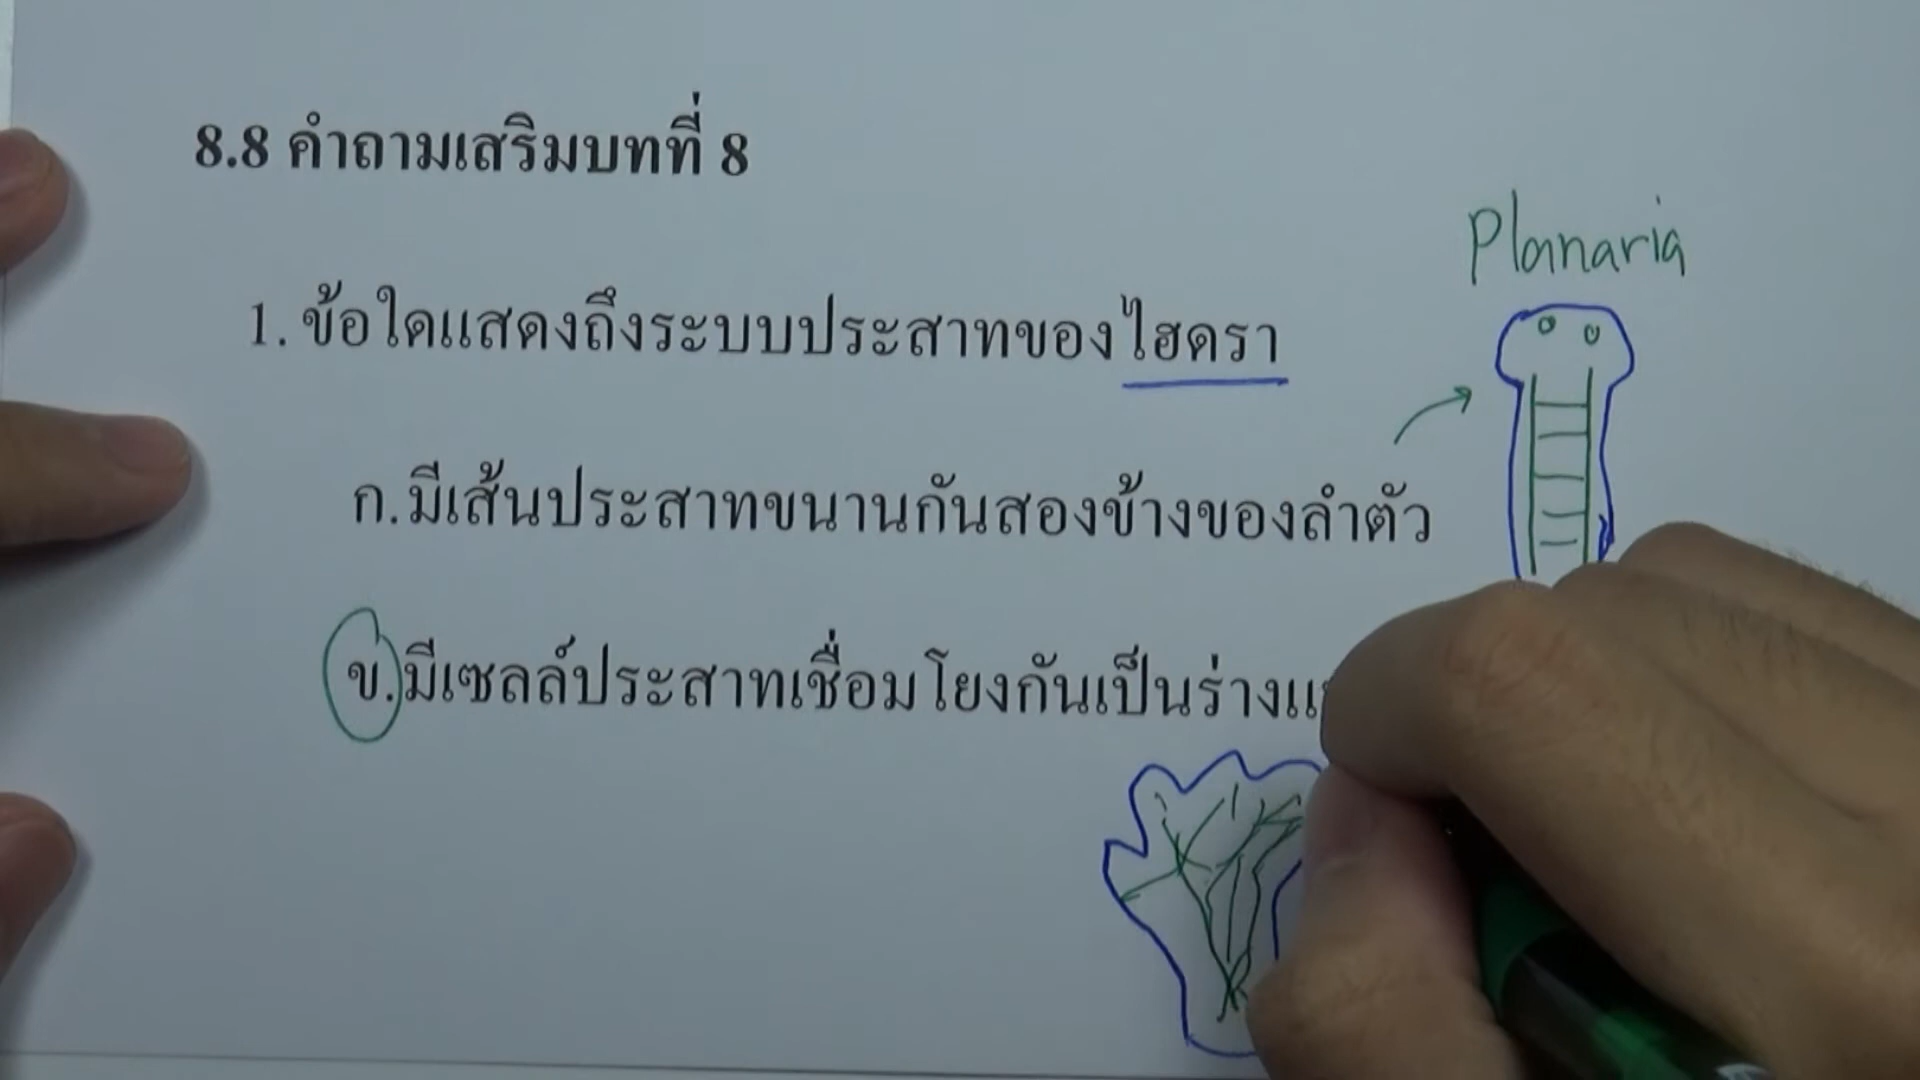 8.8 คำถามเสริมบทที่ 8
Planaria
1. ข้อใดแสดงถึงระบบประสาทของไฮดรา
ก.มีเส้นประสาทขนานกันสองข้างของลำตัว
ข.มีเซลล์ประสาทเชื่อมโยงกันเป็น